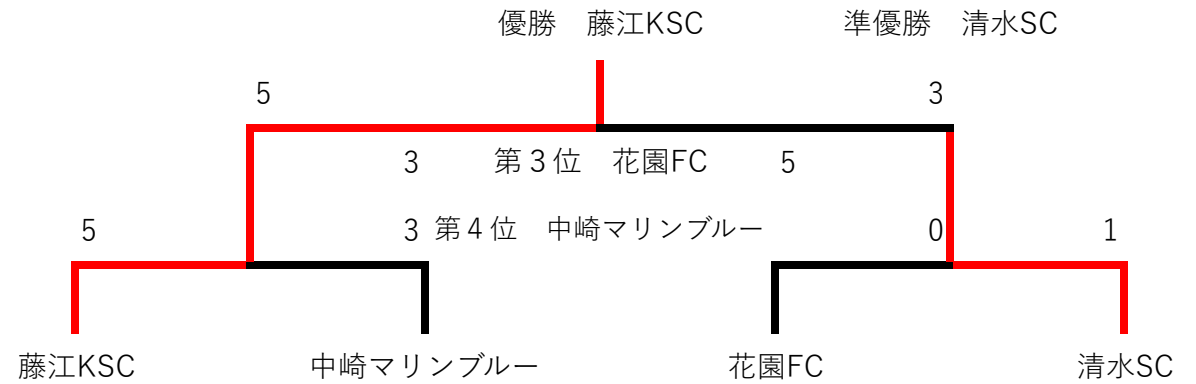 優勝　藤江KSC　準優勝　清水SC
5　3
3　第３位　花園FC　5
5　3　第４位　中崎マリンブルー　0　1
藤江KSC　中崎マリンブルー　花園FC　清水SC